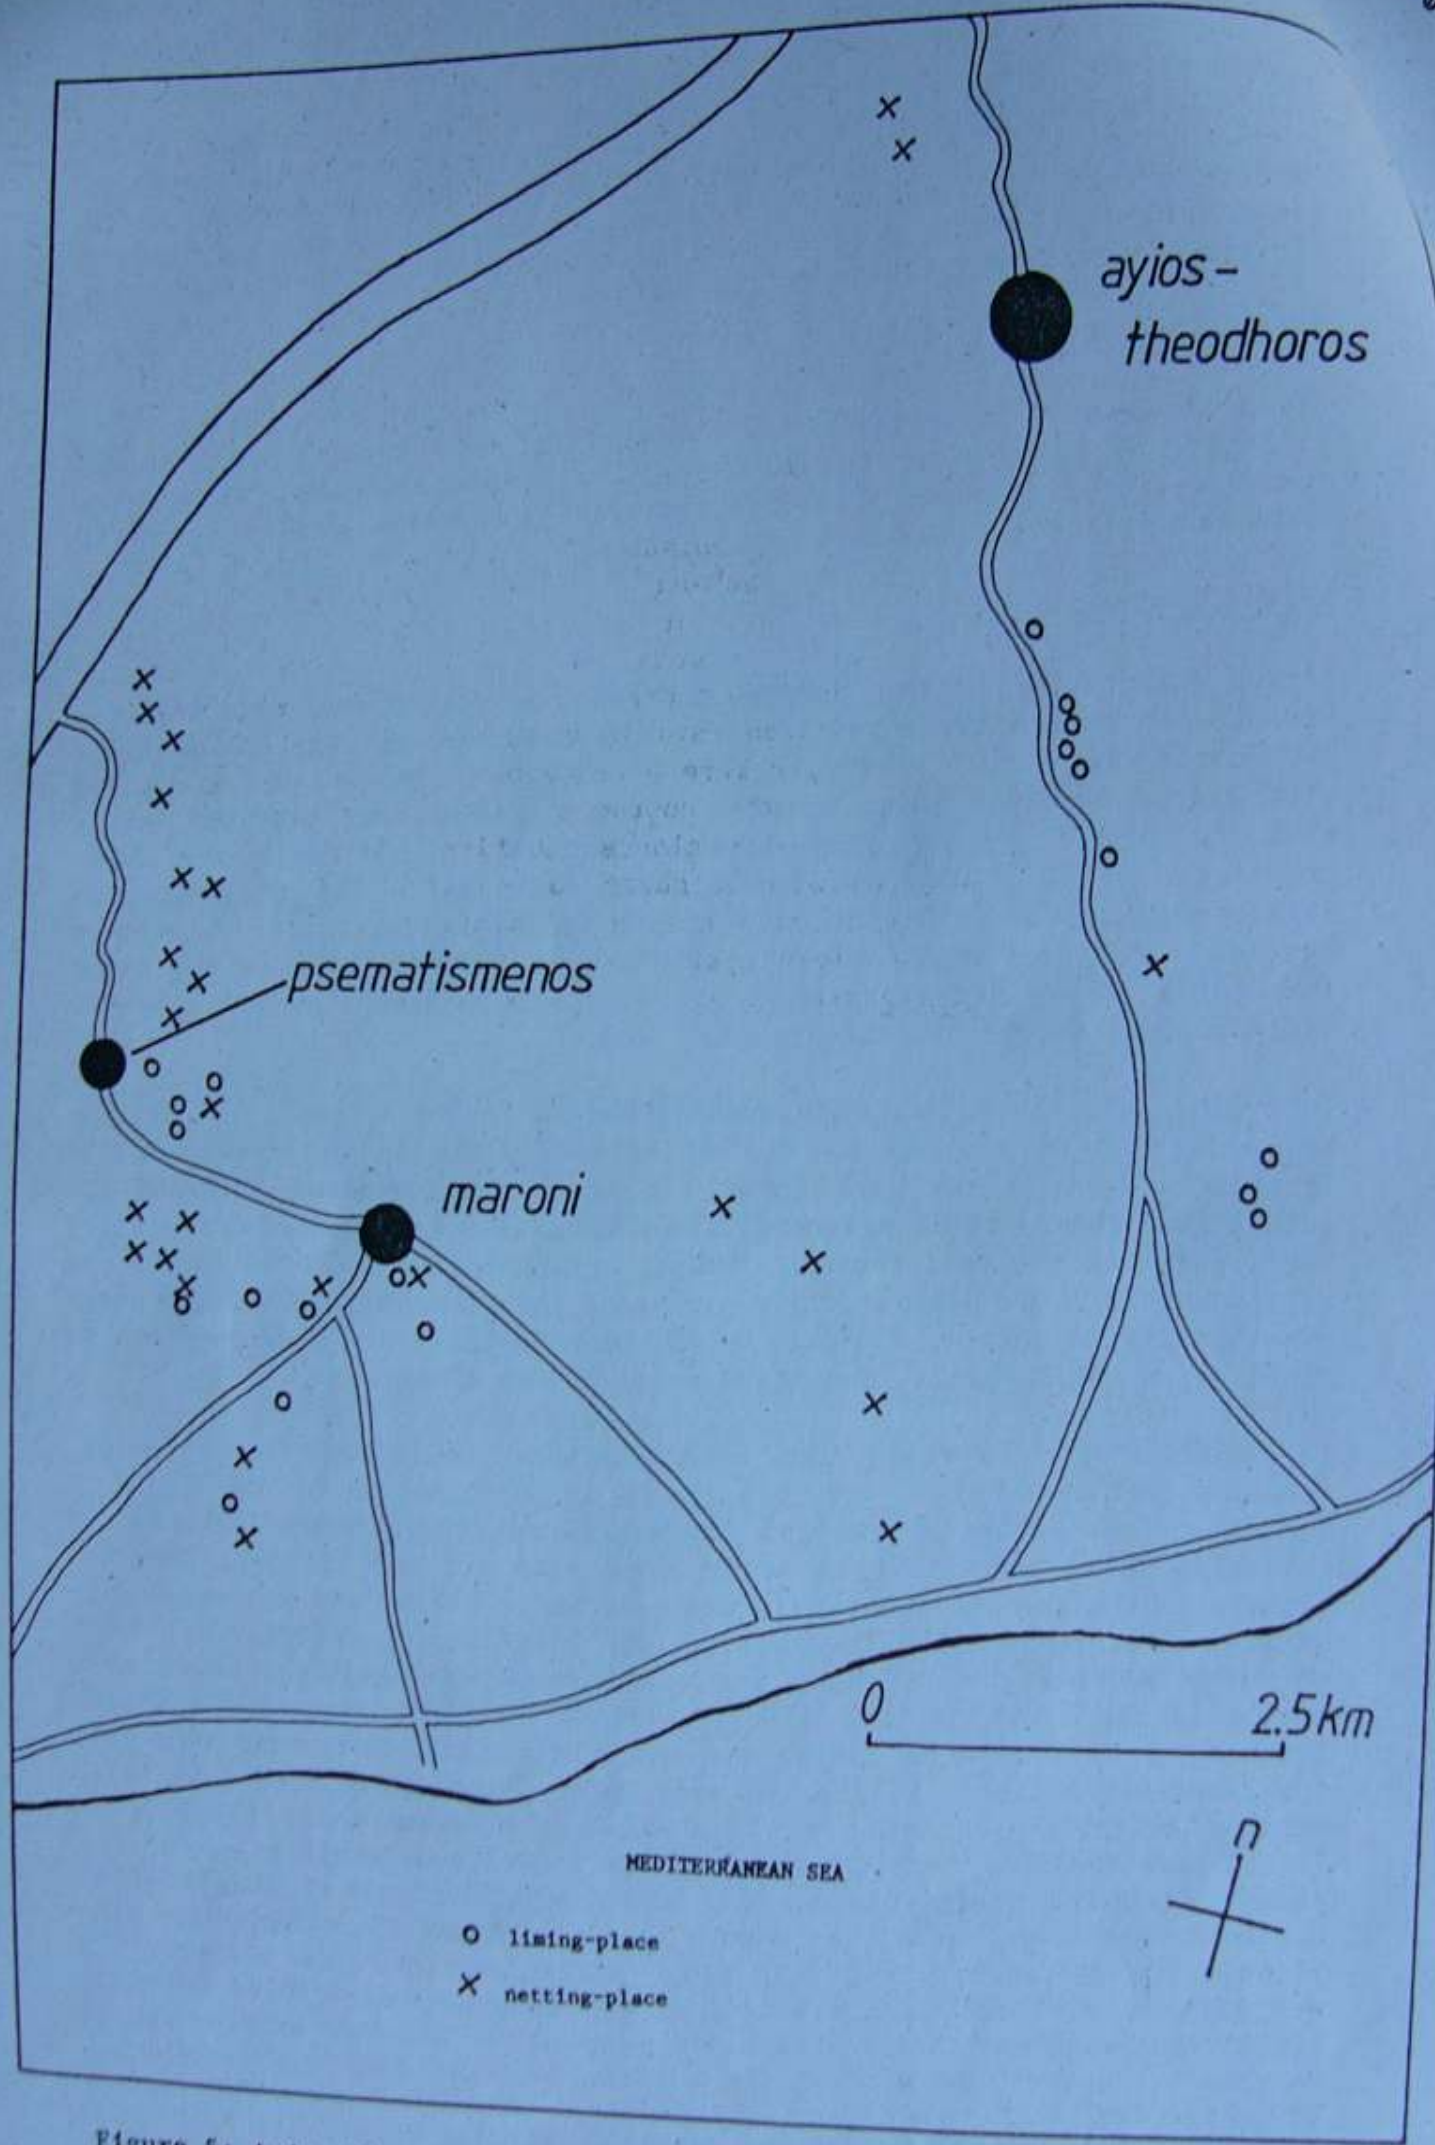 ayios-
theodhoros
psematismenos
maroni
0 2.5km
n
MEDITERRANEAN SEA
o liming-place
x netting-place